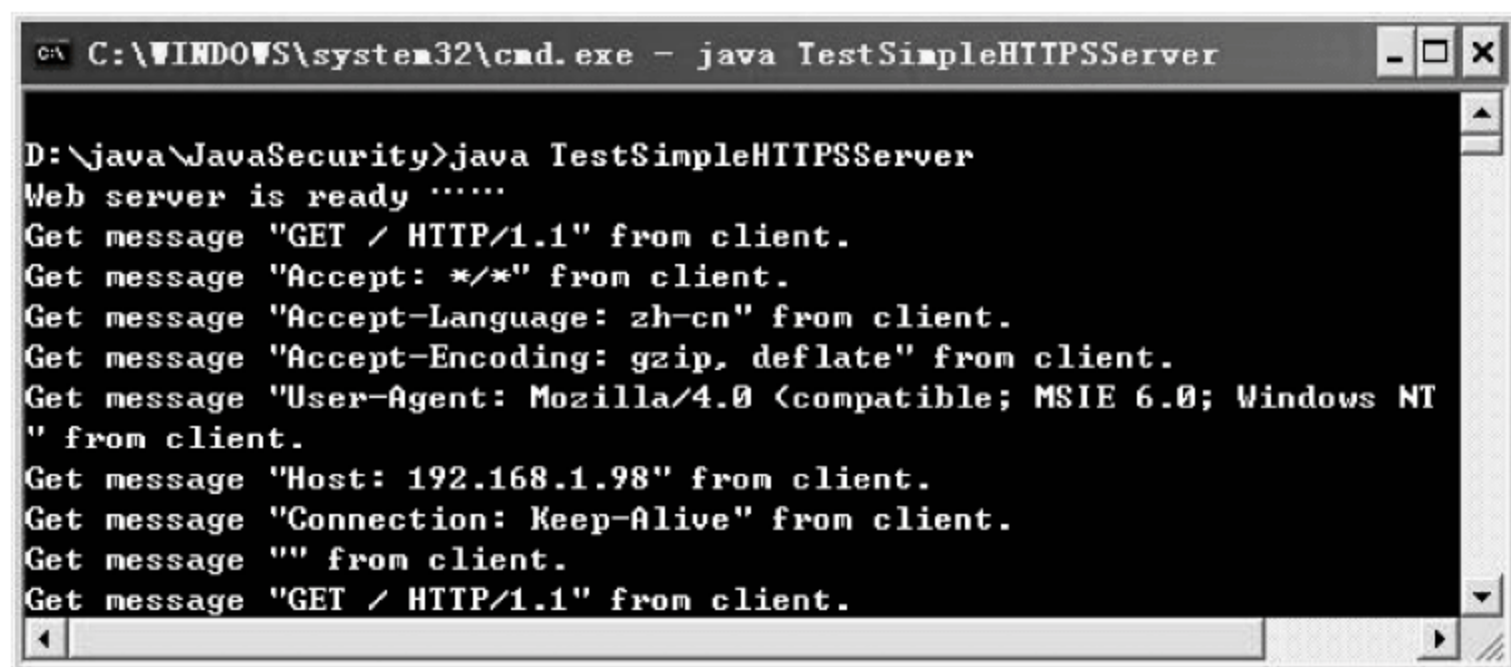 C:\WINDOWS\system32\cmd.exe - java TestSimpleHTTPSServer
D:\java\JavaSecurity>java TestSimpleHTTPSServer
Web server is ready ······
Get message "GET / HTTP/1.1" from client.
Get message "Accept: */*" from client.
Get message "Accept-Language: zh-cn" from client.
Get message "Accept-Encoding: gzip, deflate" from client.
Get message "User-Agent: Mozilla/4.0 (compatible; MSIE 6.0; Windows NT
" from client.
Get message "Host: 192.168.1.98" from client.
Get message "Connection: Keep-Alive" from client.
Get message "" from client.
Get message "GET / HTTP/1.1" from client.